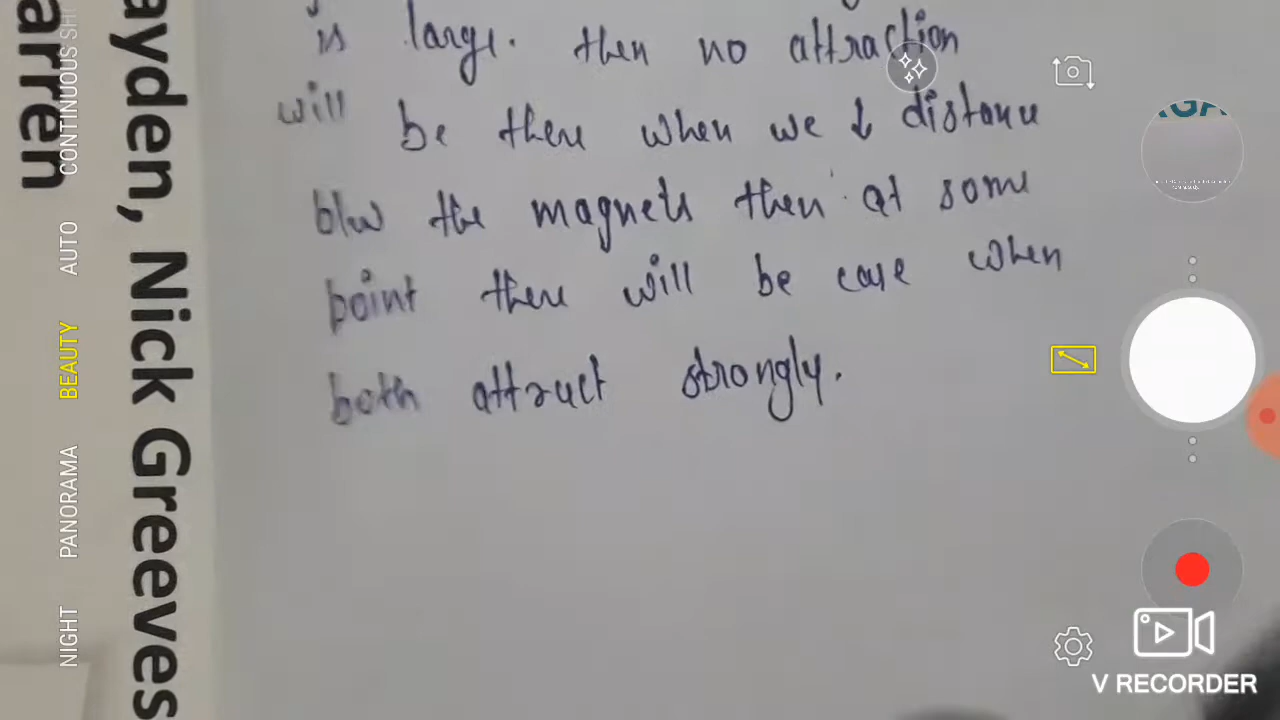 is large. then no attraction
will be there when we ↓ distance
b/w the magnets then at some
point there will be case when
both attract strongly.
ayden, Nick Greeves
arren
CONTINUOUS SH
AUTO
BEAUTY
PANORAMA
NIGHT
V RECORDER